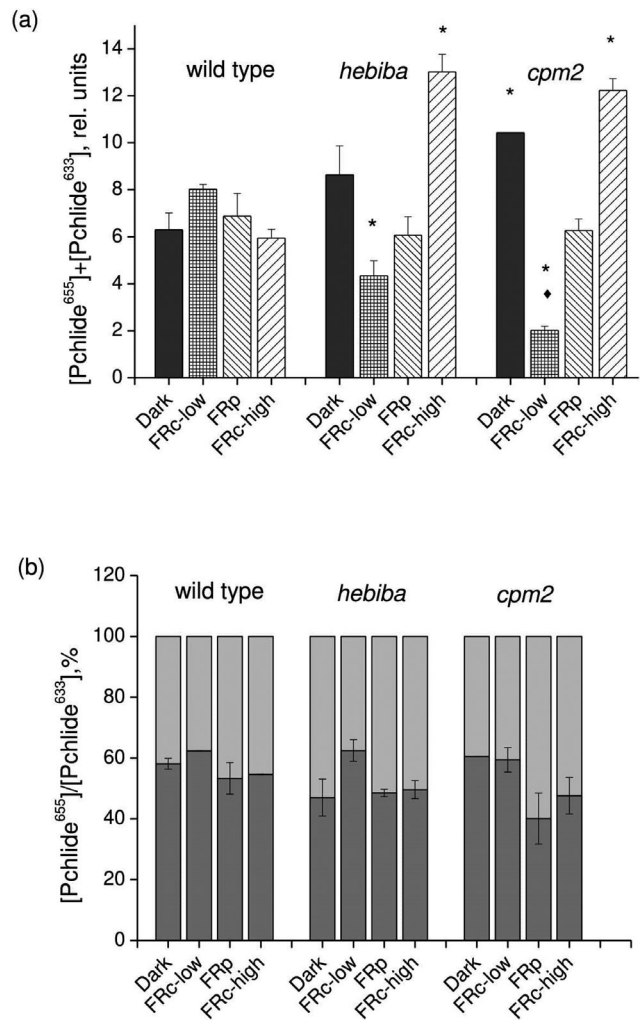 (a)
[Pchlide⁶⁵⁵]+[Pchlide⁶³³], rel. units
14
12
10
8
6
4
2
0
wild type
hebiba
cpm2
*
*
*
*
*
♦
Dark
FRc-low
FRp
FRc-high
Dark
FRc-low
FRp
FRc-high
Dark
FRc-low
FRp
FRc-high
(b)
[Pchlide⁶⁵⁵]/[Pchlide⁶³³],%
120
100
80
60
40
20
0
wild type
hebiba
cpm2
Dark
FRc-low
FRp
FRc-high
Dark
FRc-low
FRp
FRc-high
Dark
FRc-low
FRp
FRc-high